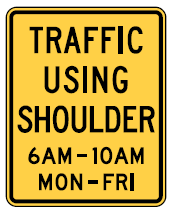 TRAFFIC
USING
SHOULDER
6AM-10AM
MON-FRI